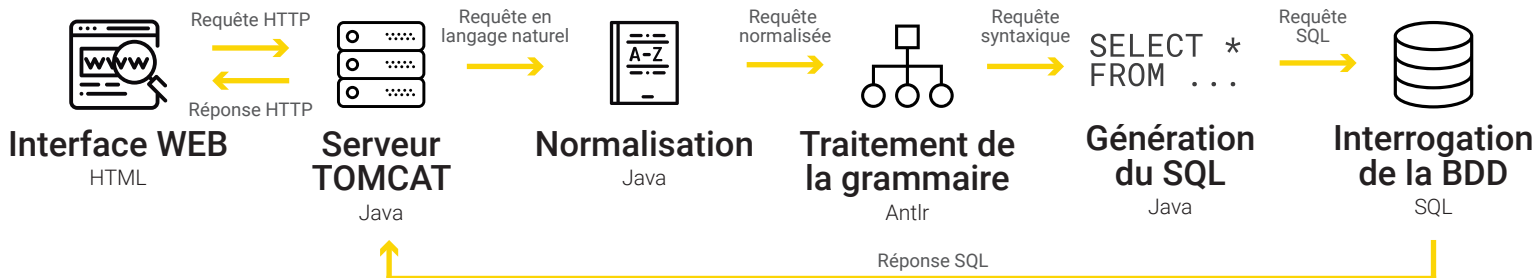 Requête HTTP
Réponse HTTP
www
Interface WEB
HTML
Serveur
TOMCAT
Java
Requête en
langage naturel
A-Z
Normalisation
Java
Requête
normalisée
Traitement de
la grammaire
Antlr
Requête
syntaxique
SELECT *
FROM ...
Génération
du SQL
Java
Requête
SQL
Interrogation
de la BDD
SQL
Réponse SQL